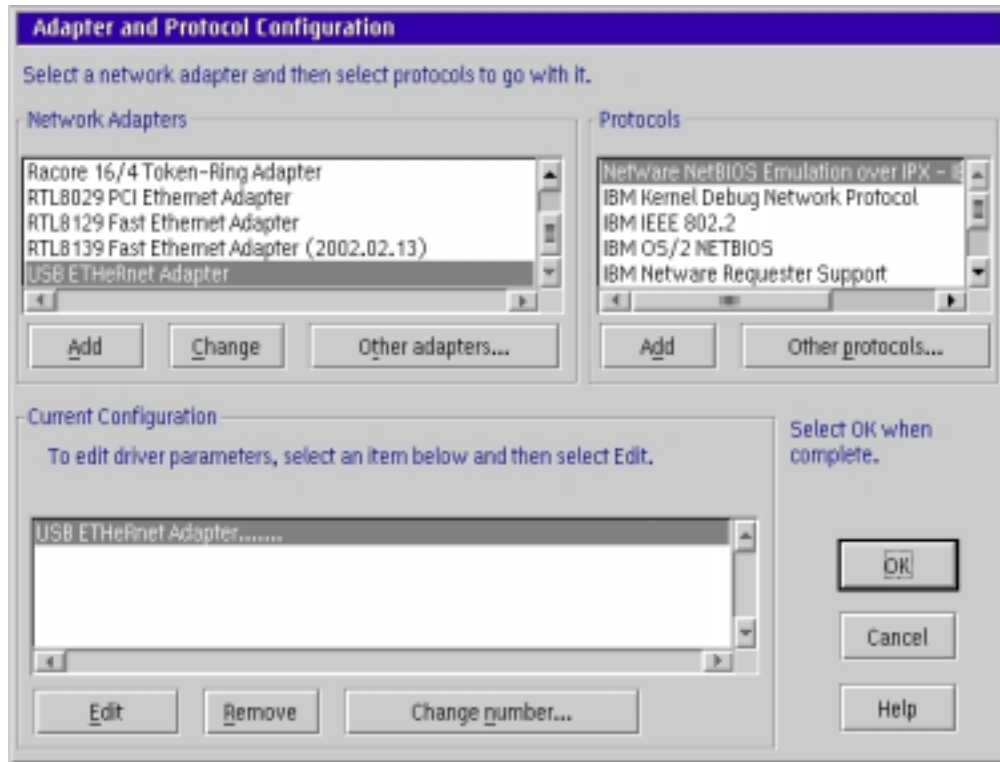 Adapter and Protocol Configuration
Select a network adapter and then select protocols to go with it.
Network Adapters
Racore 16/4 Token-Ring Adapter
RTL8029 PCI Ethernet Adapter
RTL8129 Fast Ethernet Adapter
RTL8139 Fast Ethernet Adapter (2002.02.13)
USB ETHeRnet Adapter
Add
Change
Other adapters...
Protocols
Netware NetBIOS Emulation over IPX -
IBM Kernel Debug Network Protocol
IBM IEEE 802.2
IBM OS/2 NETBIOS
IBM Netware Requester Support
Add
Other protocols...
Current Configuration
To edit driver parameters, select an item below and then select Edit.
USB ETHeRnet Adapter.......
Edit
Remove
Change number...
Select OK when
complete.
OK
Cancel
Help